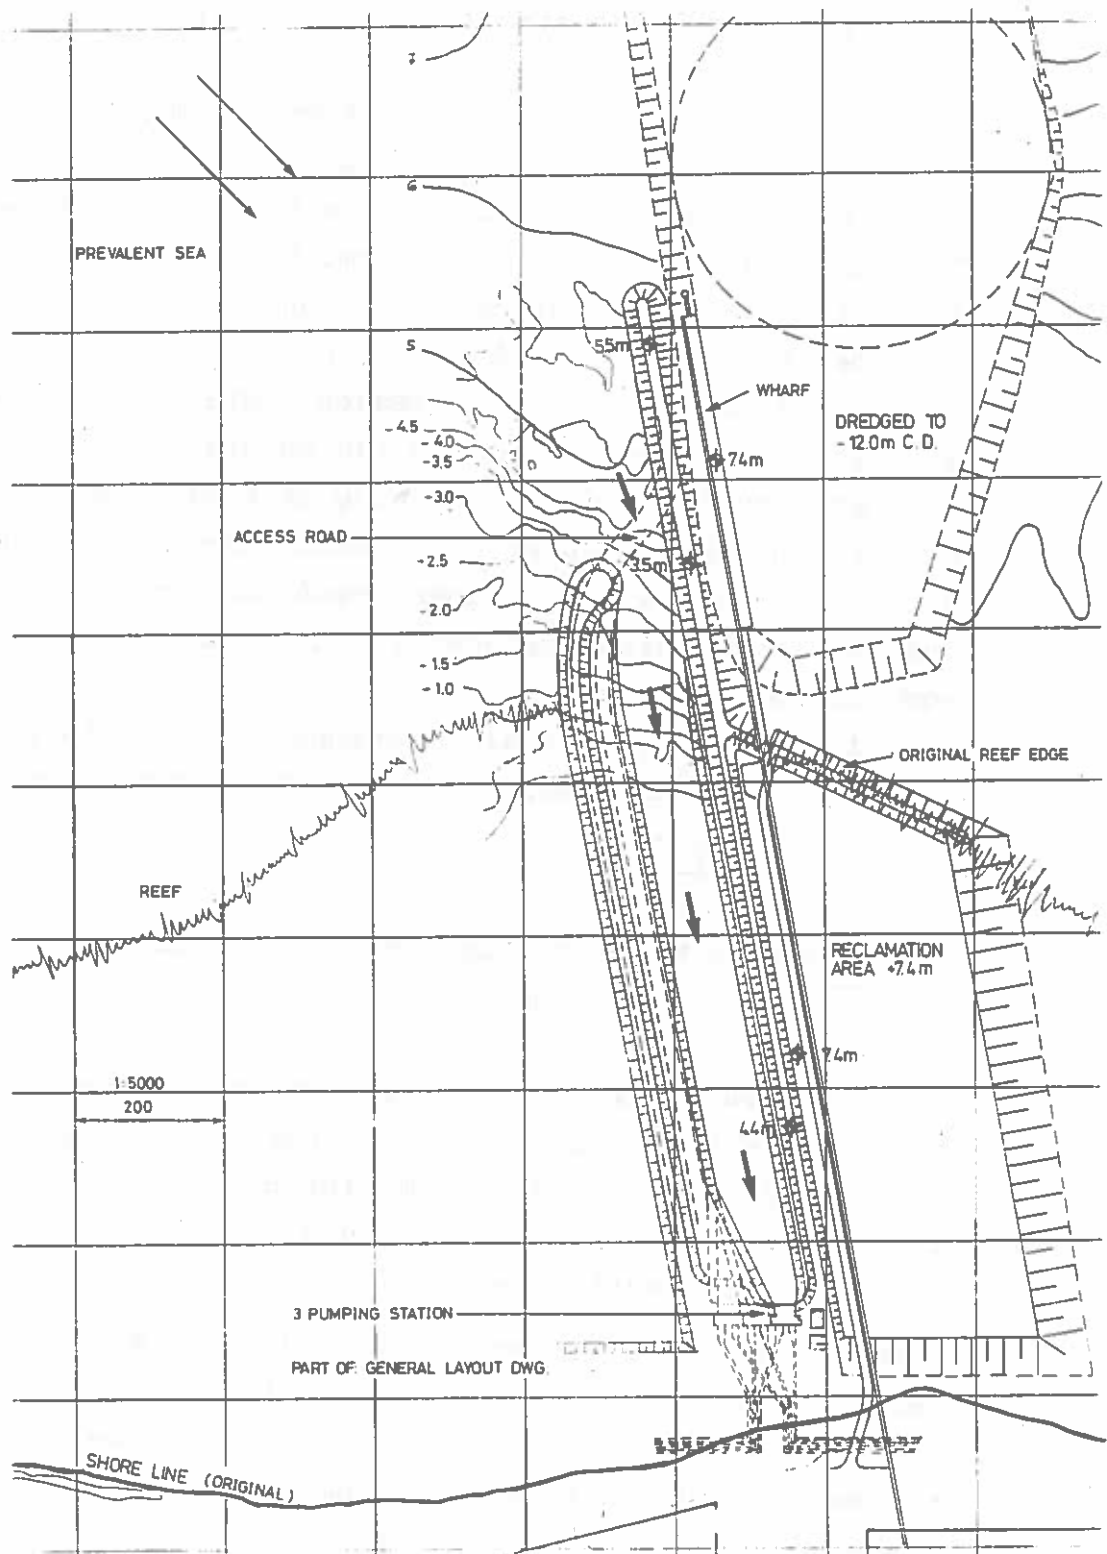 7
6
PREVALENT SEA
5
5.5m
WHARF
DREDGED TO
-12.0m C.D.
-4.5
-4.0
-3.5
7.4m
-3.0
ACCESS ROAD
-2.5
3.5m
-2.0
-1.5
-1.0
ORIGINAL REEF EDGE
REEF
RECLAMATION
AREA +7.4m
7.4m
1:5000
200
4.4m
3 PUMPING STATION
PART OF GENERAL LAYOUT DWG.
SHORE LINE (ORIGINAL)